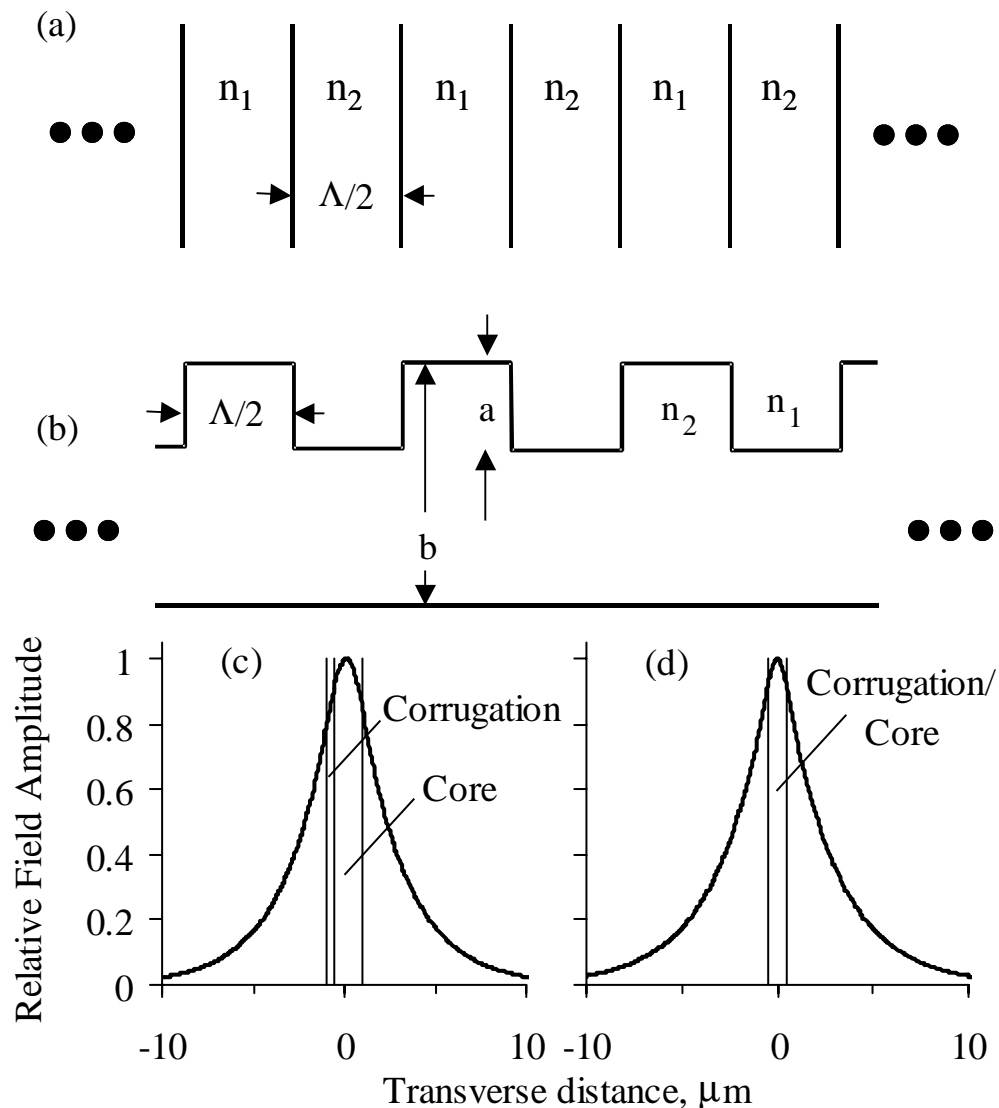 (a)
n1 n2 n1 n2 n1 n2
Λ/2
(b)
Λ/2 a n2 n1
b
Relative Field Amplitude
1
0.8
0.6
0.4
0.2
0
(c)
Corrugation
Core
(d)
Corrugation/
Core
-10 0 10 -10 0 10
Transverse distance, μm